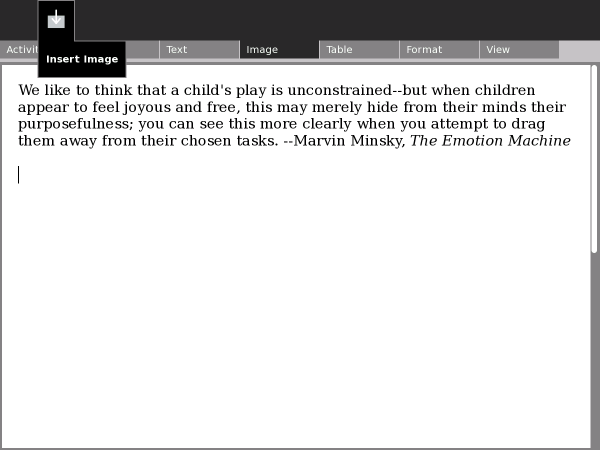 Insert Image
Activi
Text
Image
Table
Format
View
We like to think that a child's play is unconstrained--but when children
appear to feel joyous and free, this may merely hide from their minds their
purposefulness; you can see this more clearly when you attempt to drag
them away from their chosen tasks. --Marvin Minsky, The Emotion Machine